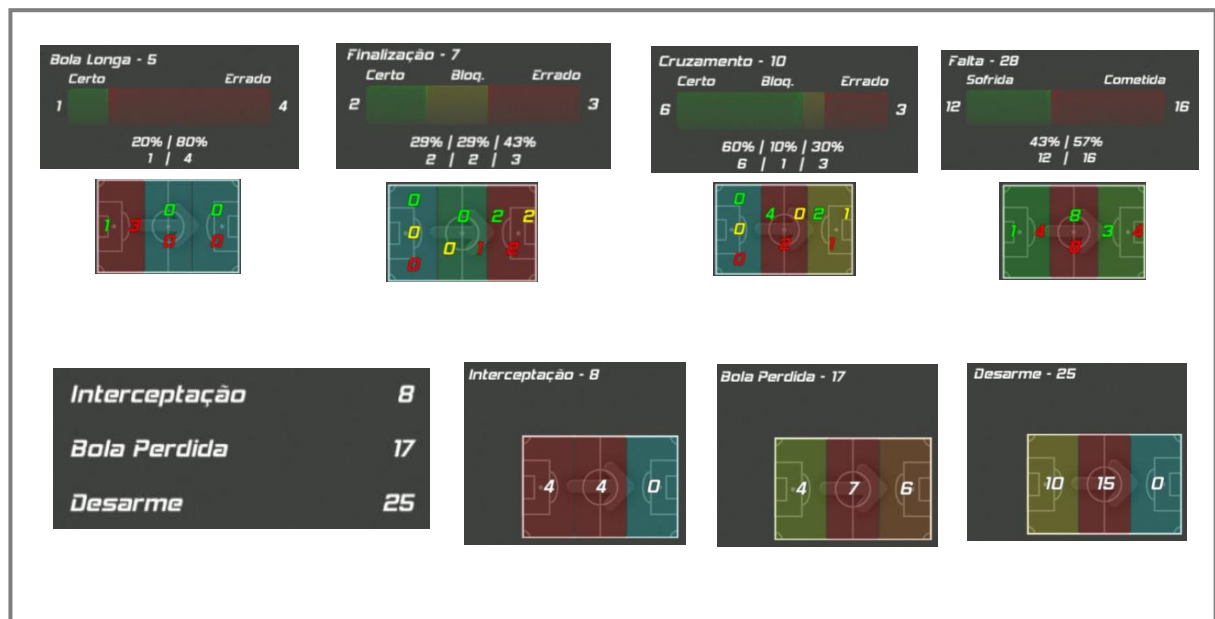 Bola Longa - 5
Certo Errado
1 4
20% | 80%
1 | 4
0 0
1 3
0 0
Finalização - 7
Certo Bloq. Errado
2 3
29% | 29% | 43%
2 | 2 | 3
0 0 2 2
0 0 1 2
0
Cruzamento - 10
Certo Bloq. Errado
6 3
60% | 10% | 30%
6 | 1 | 3
0 4 0 2 1
0 2 1
0
Falta - 28
Sofrida Cometida
12 16
43% | 57%
12 | 16
8
1 4 3 4
8
Interceptação 8
Bola Perdida 17
Desarme 25
Interceptação - 8
4 4 0
Bola Perdida - 17
4 7 6
Desarme - 25
10 15 0